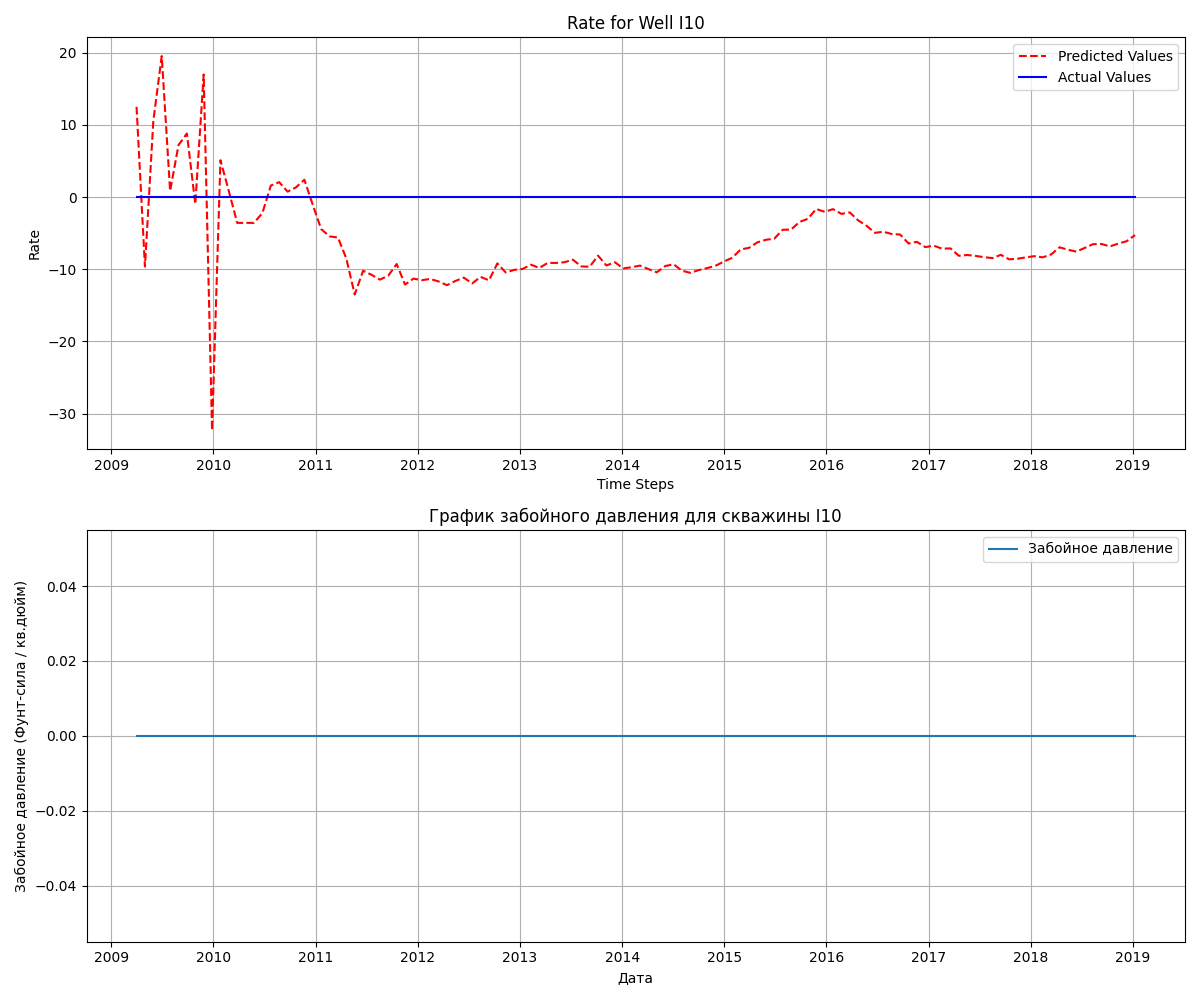 Rate for Well I10
Predicted Values
Actual Values
20
10
0
−10
−20
−30
Rate
2009 2010 2011 2012 2013 2014 2015 2016 2017 2018 2019
Time Steps
График забойного давления для скважины I10
Забойное давление
0.04
0.02
0.00
−0.02
−0.04
Забойное давление (Фунт-сила / кв.дюйм)
2009 2010 2011 2012 2013 2014 2015 2016 2017 2018 2019
Дата